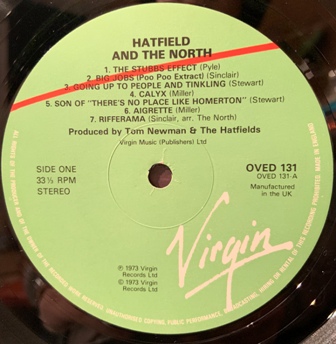 HATFIELD
AND THE NORTH
1. THE STUBBS EFFECT (Pyle)
2. BIG JOBS (Poo Poo Extract) (Sinclair)
3. GOING UP TO PEOPLE AND TINKLING (Stewart)
4. CALYX (Miller)
5. SON OF "THERE'S NO PLACE LIKE HOMERTON" (Stewart)
6. AIGRETTE (Miller)
7. RIFFERAMA (Sinclair, arr. The North)
Produced by Tom Newman & The Hatfields
Virgin Music (Publishers) Ltd
SIDE ONE
33⅓ RPM
STEREO
OVED 131
OVED 131-A
Manufactured
in the UK
Virgin
℗ 1973 Virgin
Records Ltd
© 1973 Virgin
Records Ltd